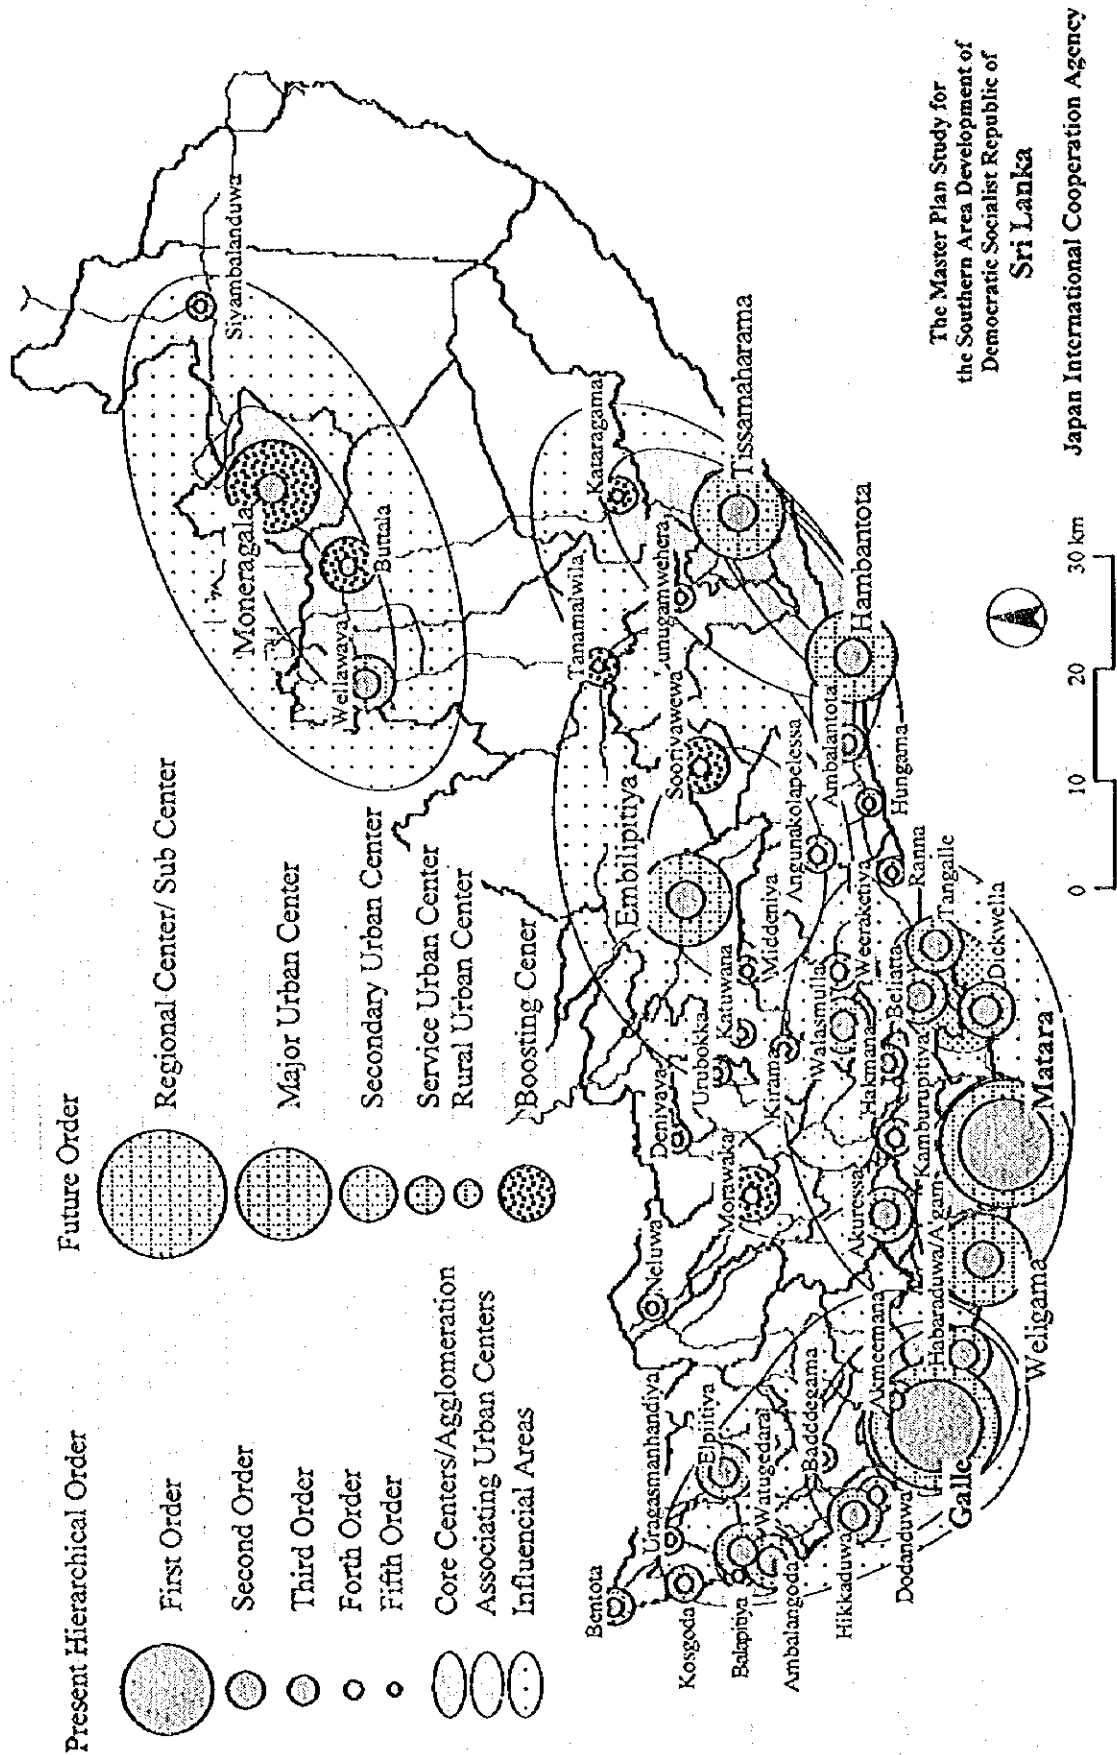 Present Hierarchical Order
First Order
Second Order
Third Order
Forth Order
Fifth Order
Core Centers/Agglomeration
Associating Urban Centers
Influencial Areas
Future Order
Regional Center/ Sub Center
Major Urban Center
Secondary Urban Center
Service Urban Center
Rural Urban Center
Boosting Cener
Siyambalanduwa
Moneragala
Buttala
Wellawaya
Kataragama
Tanamalwila
Tissamaharama
Sooriyawewa
Hambantota
Embilipitiya
Angunakolapelessa
Ambalantota
Hungama
Middeniya
Katuwana
Urubokka
Deniyaya
Kirama
Walasmulla
Weeraketiya
Ranna
Beliatta
Tangalle
Dickwella
Hakmana
Kamburupitiya
Morawaka
Akuressa
Matara
Neluwa
Weligama
Akmeemana
Galle
Uragasmanhandiya
Elpitiya
Watugedara
Baddegama
Bentota
Kosgoda
Balapitiya
Ambalangoda
Hikkaduwa
Dodanduwa
0 10 20 30 km
The Master Plan Study for
the Southern Area Development of
Democratic Socialist Republic of
Sri Lanka
Japan International Cooperation Agency